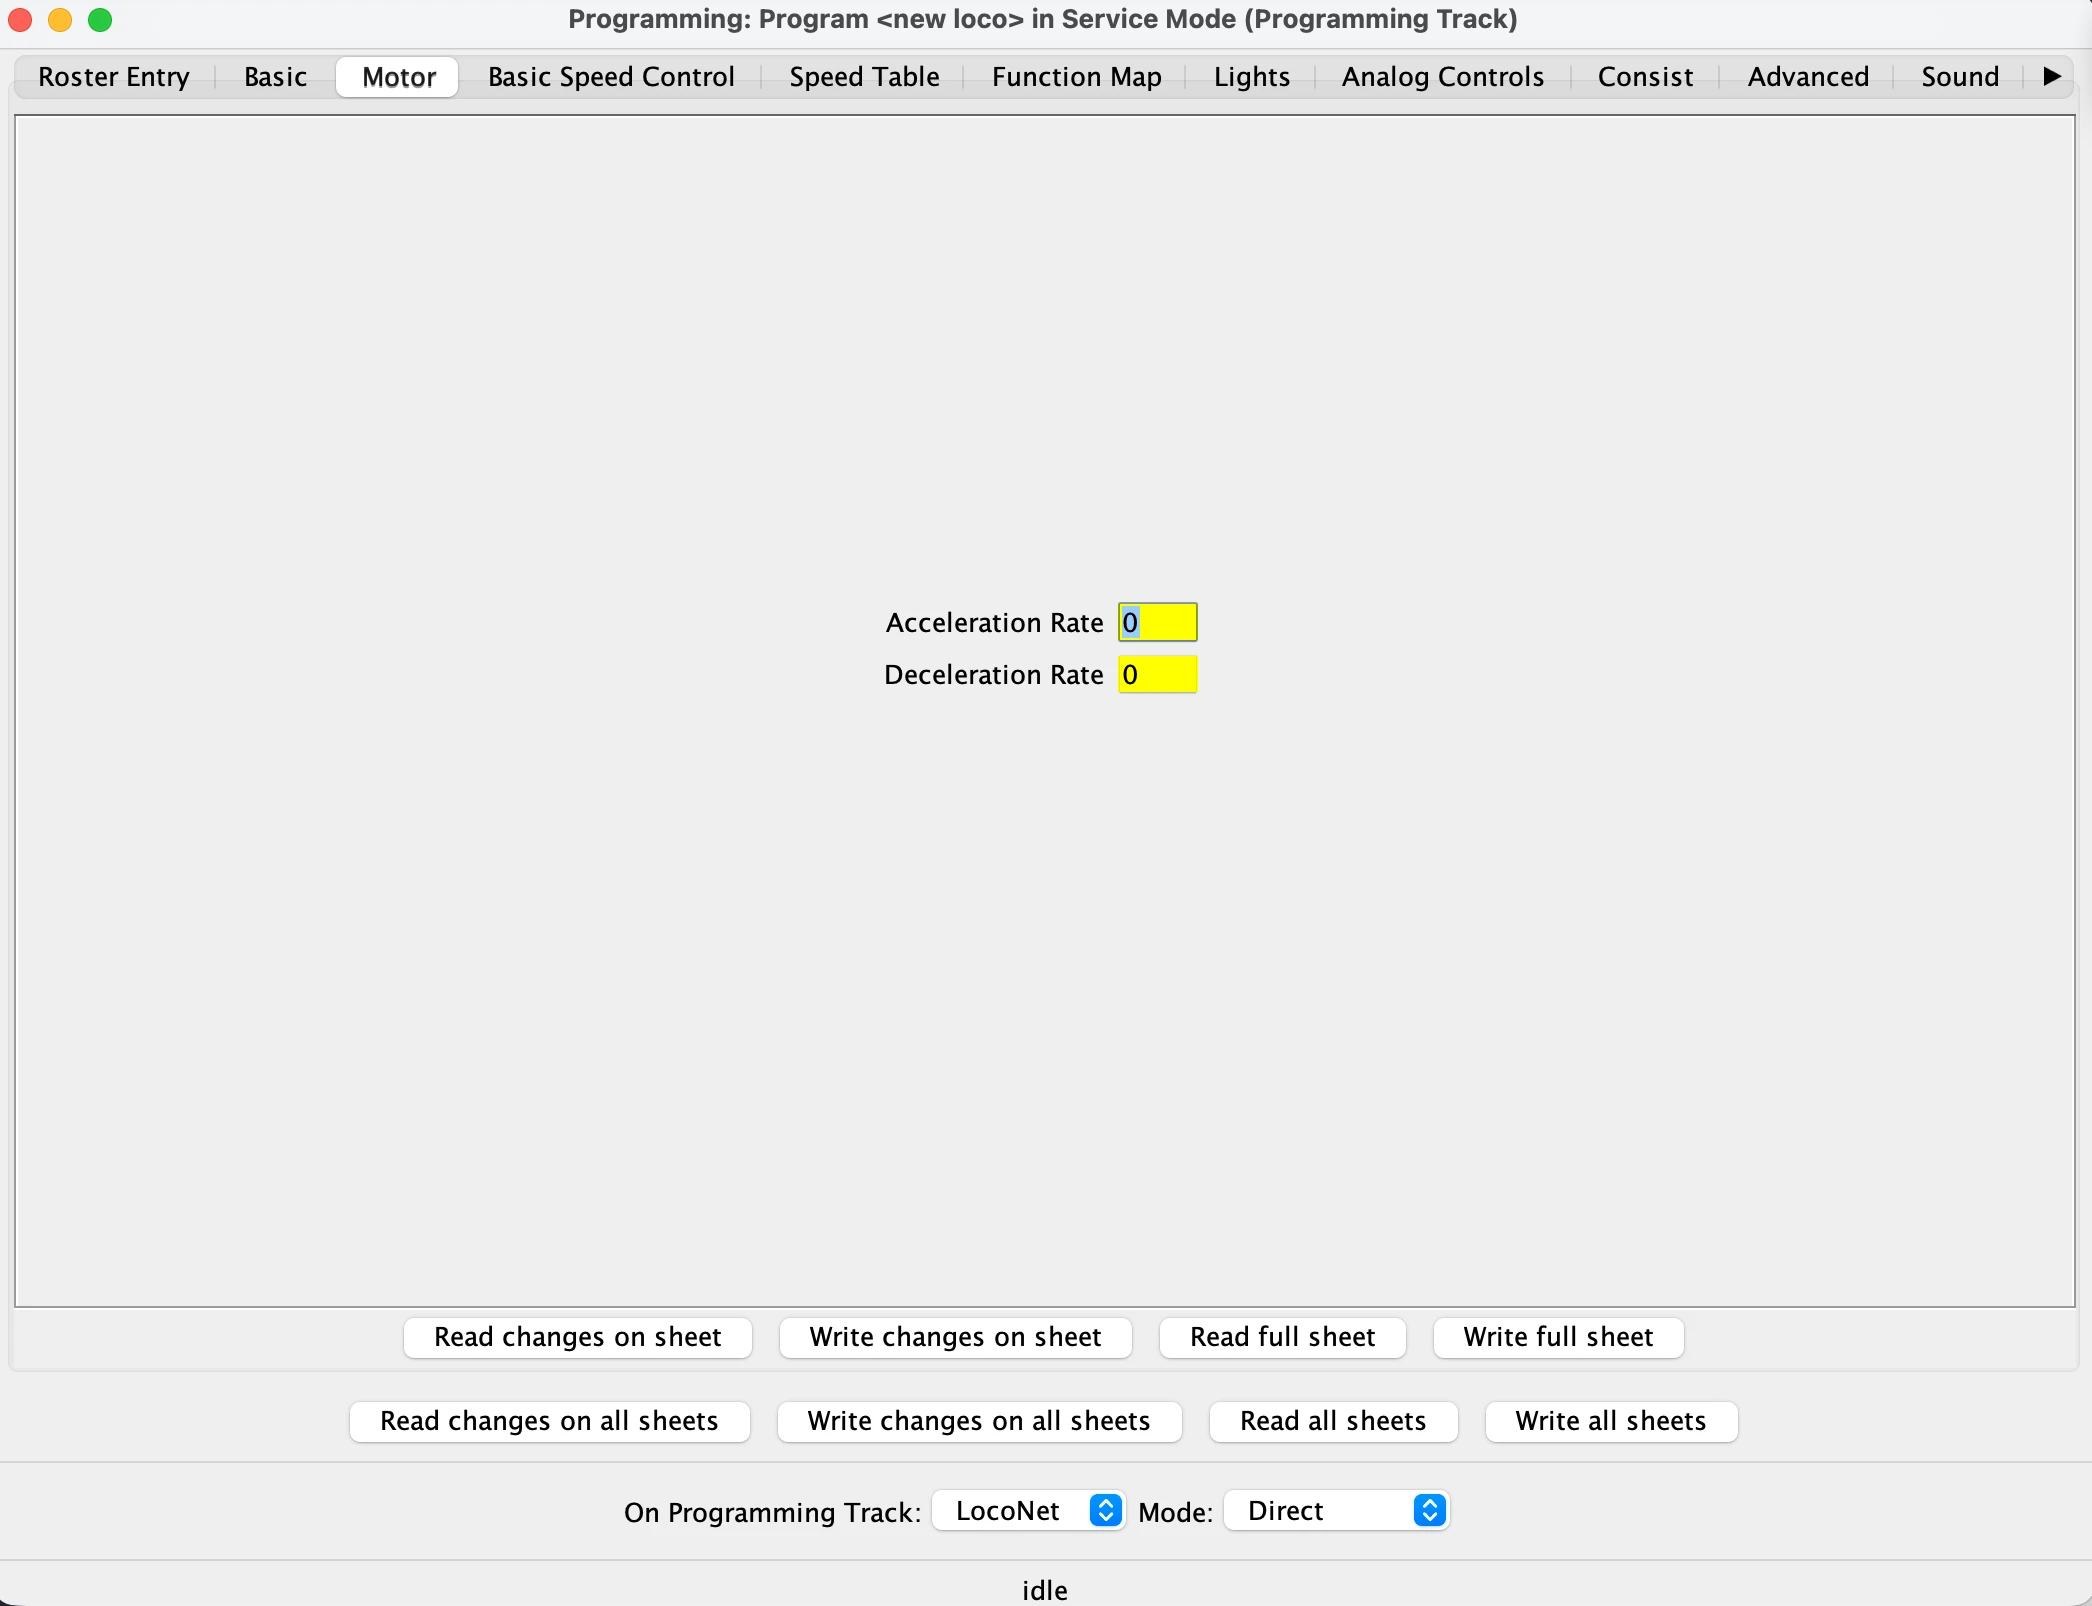 Programming: Program <new loco> in Service Mode (Programming Track)
Roster Entry Basic Motor Basic Speed Control Speed Table Function Map Lights Analog Controls Consist Advanced Sound
Acceleration Rate 0
Deceleration Rate 0
Read changes on sheet Write changes on sheet Read full sheet Write full sheet
Read changes on all sheets Write changes on all sheets Read all sheets Write all sheets
On Programming Track: LocoNet Mode: Direct
idle